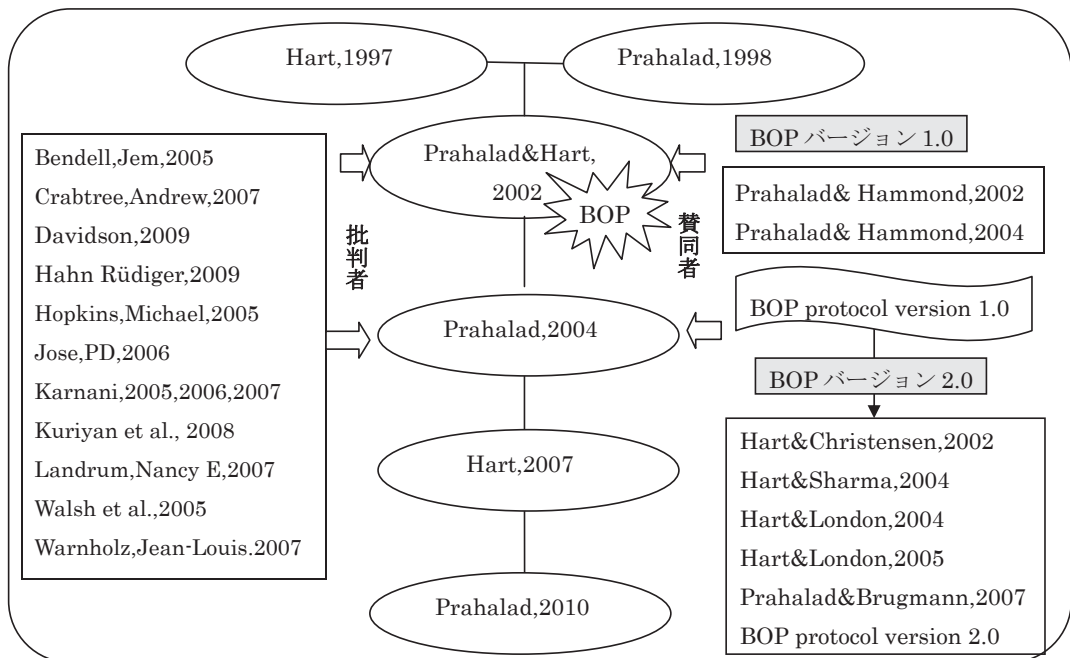 Hart,1997
Prahalad,1998
Prahalad&Hart,
2002
BOP
批判者
賛同者
Bendell,Jem,2005
Crabtree,Andrew,2007
Davidson,2009
Hahn Rüdiger,2009
Hopkins,Michael,2005
Jose,PD,2006
Karnani,2005,2006,2007
Kuriyan et al., 2008
Landrum,Nancy E,2007
Walsh et al.,2005
Warnholz,Jean-Louis.2007
BOP バージョン 1.0
Prahalad& Hammond,2002
Prahalad& Hammond,2004
BOP protocol version 1.0
Prahalad,2004
BOP バージョン 2.0
Hart&Christensen,2002
Hart&Sharma,2004
Hart&London,2004
Hart&London,2005
Prahalad&Brugmann,2007
BOP protocol version 2.0
Hart,2007
Prahalad,2010